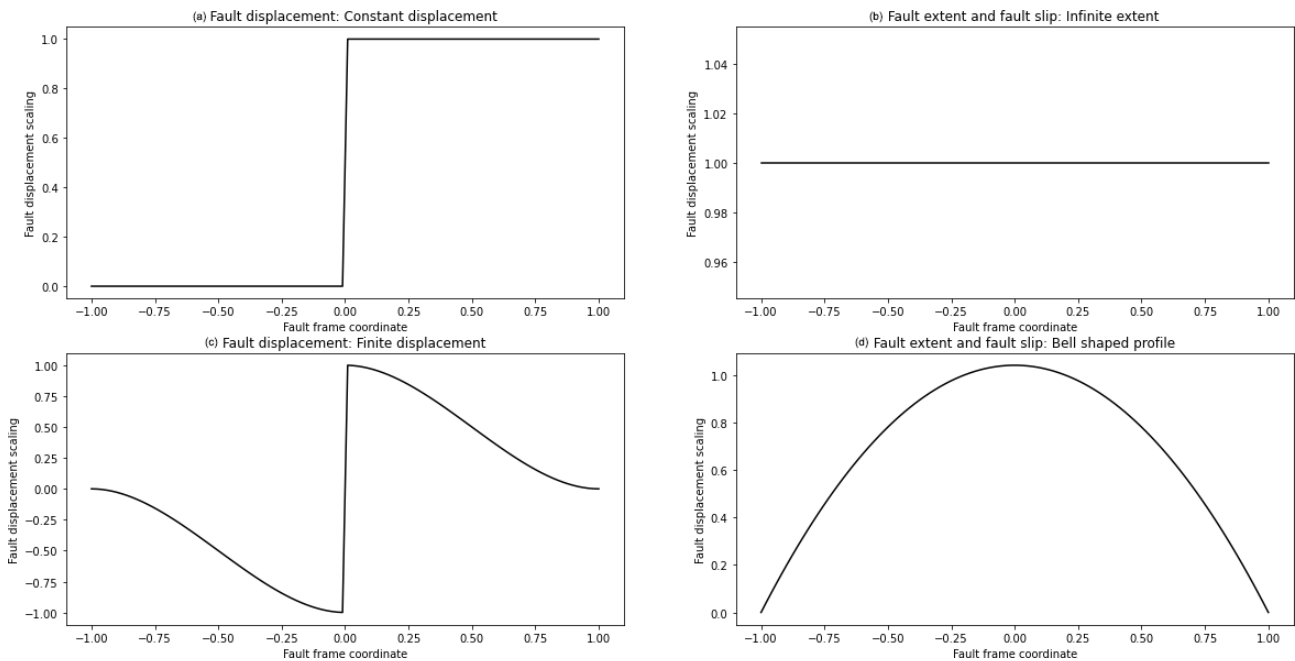 (a) Fault displacement: Constant displacement
Fault displacement scaling
1.0
0.8
0.6
0.4
0.2
0.0
−1.00 −0.75 −0.50 −0.25 0.00 0.25 0.50 0.75 1.00
Fault frame coordinate
(b) Fault extent and fault slip: Infinite extent
Fault displacement scaling
1.04
1.02
1.00
0.98
0.96
−1.00 −0.75 −0.50 −0.25 0.00 0.25 0.50 0.75 1.00
Fault frame coordinate
(c) Fault displacement: Finite displacement
Fault displacement scaling
1.00
0.75
0.50
0.25
0.00
−0.25
−0.50
−0.75
−1.00
−1.00 −0.75 −0.50 −0.25 0.00 0.25 0.50 0.75 1.00
Fault frame coordinate
(d) Fault extent and fault slip: Bell shaped profile
Fault displacement scaling
1.0
0.8
0.6
0.4
0.2
0.0
−1.00 −0.75 −0.50 −0.25 0.00 0.25 0.50 0.75 1.00
Fault frame coordinate